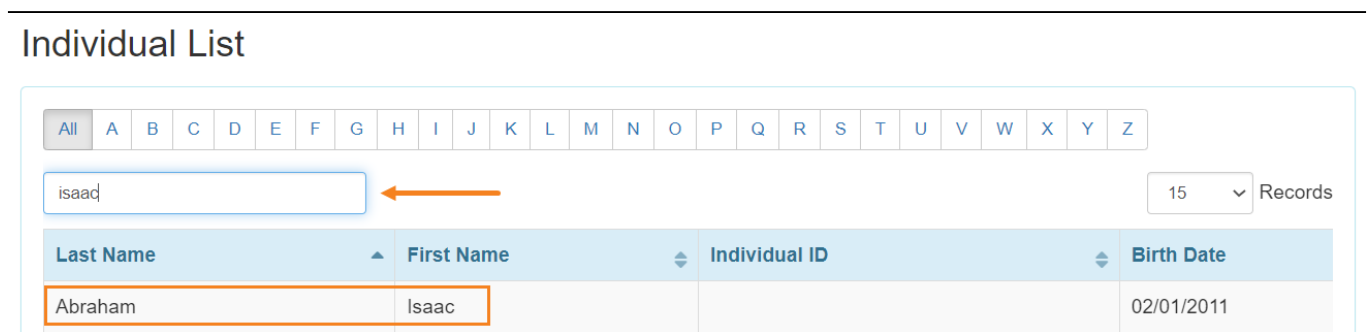 Individual List
All A B C D E F G H I J K L M N O P Q R S T U V W X Y Z
isaac 15 Records
Last Name First Name Individual ID Birth Date
Abraham Isaac 02/01/2011